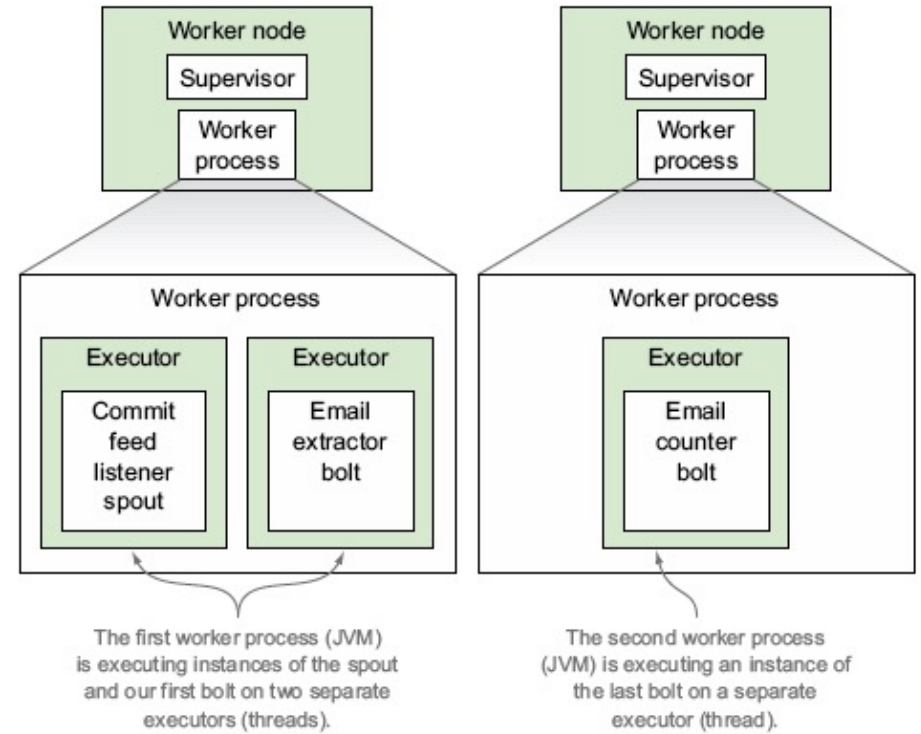 Worker node
Supervisor
Worker
process
Worker process
Executor
Commit
feed
listener
spout
Executor
Email
extractor
bolt
The first worker process (JVM)
is executing instances of the spout
and our first bolt on two separate
executors (threads).
Worker node
Supervisor
Worker
process
Worker process
Executor
Email
counter
bolt
The second worker process
(JVM) is executing an instance of
the last bolt on a separate
executor (thread).